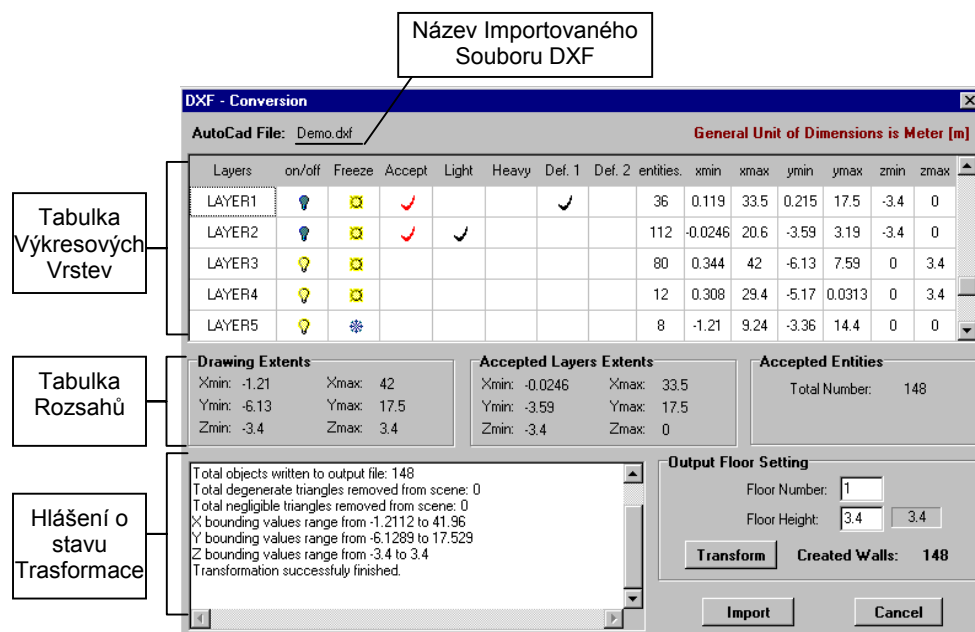 Název Importovaného
Souboru DXF
DXF - Conversion
AutoCad File: Demo.dxf General Unit of Dimensions is Meter [m]
Tabulka
Výkresových
Vrstev
Layers on/off Freeze Accept Light Heavy Def. 1 Def. 2 entities. xmin xmax ymin ymax zmin zmax
LAYER1 36 0.119 33.5 0.215 17.5 -3.4 0
LAYER2 112 -0.0246 20.6 -3.59 3.19 -3.4 0
LAYER3 80 0.344 42 -6.13 7.59 0 3.4
LAYER4 12 0.308 29.4 -5.17 0.0313 0 3.4
LAYER5 8 -1.21 9.24 -3.36 14.4 0 0
Tabulka
Rozsahů
Drawing Extents
Xmin: -1.21 Xmax: 42
Ymin: -6.13 Ymax: 17.5
Zmin: -3.4 Zmax: 3.4
Accepted Layers Extents
Xmin: -0.0246 Xmax: 33.5
Ymin: -3.59 Ymax: 17.5
Zmin: -3.4 Zmax: 0
Accepted Entities
Total Number: 148
Hlášení o
stavu
Trasformace
Total objects written to output file: 148
Total degenerate triangles removed from scene: 0
Total negligible triangles removed from scene: 0
X bounding values range from -1.2112 to 41.96
Y bounding values range from -6.1289 to 17.529
Z bounding values range from -3.4 to 3.4
Transformation successfuly finished.
Output Floor Setting
Floor Number: 1
Floor Height: 3.4 3.4
Transform Created Walls: 148
Import Cancel